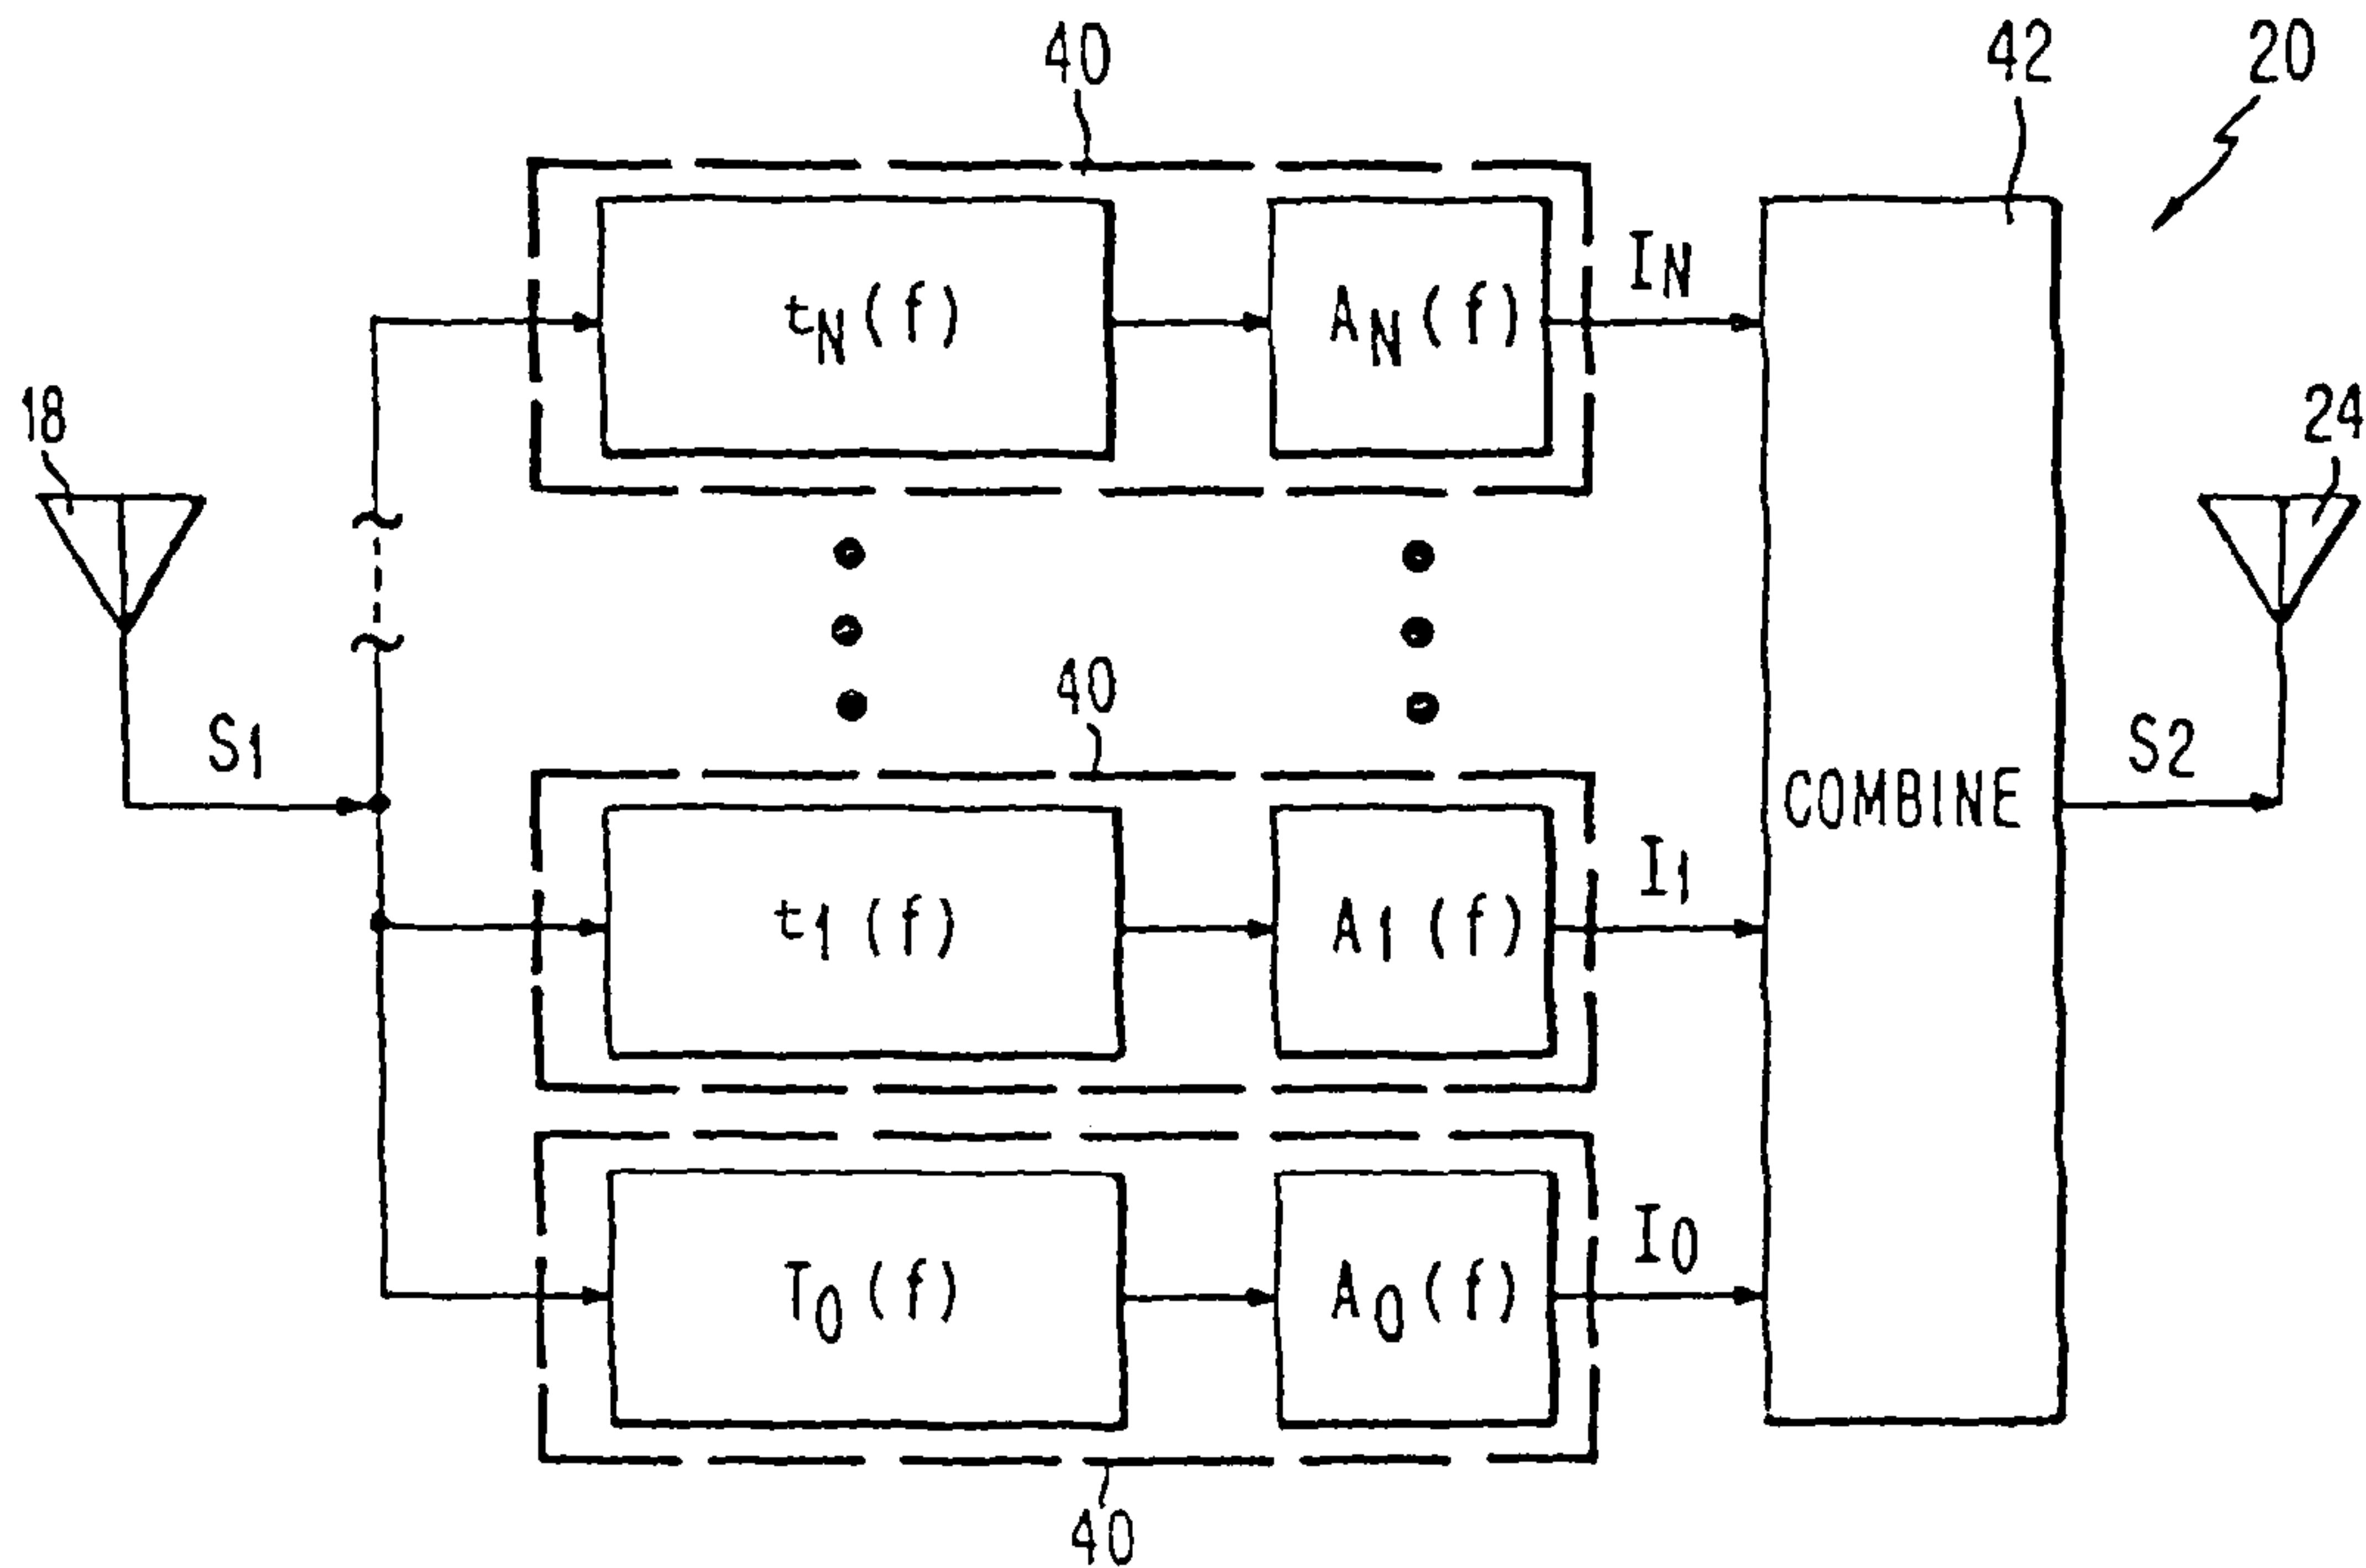 40
42
20
tN(f)
AN(f)
IN
18
24
40
S1
S2
COMBINE
t1(f)
A1(f)
I1
T0(f)
A0(f)
I0
40